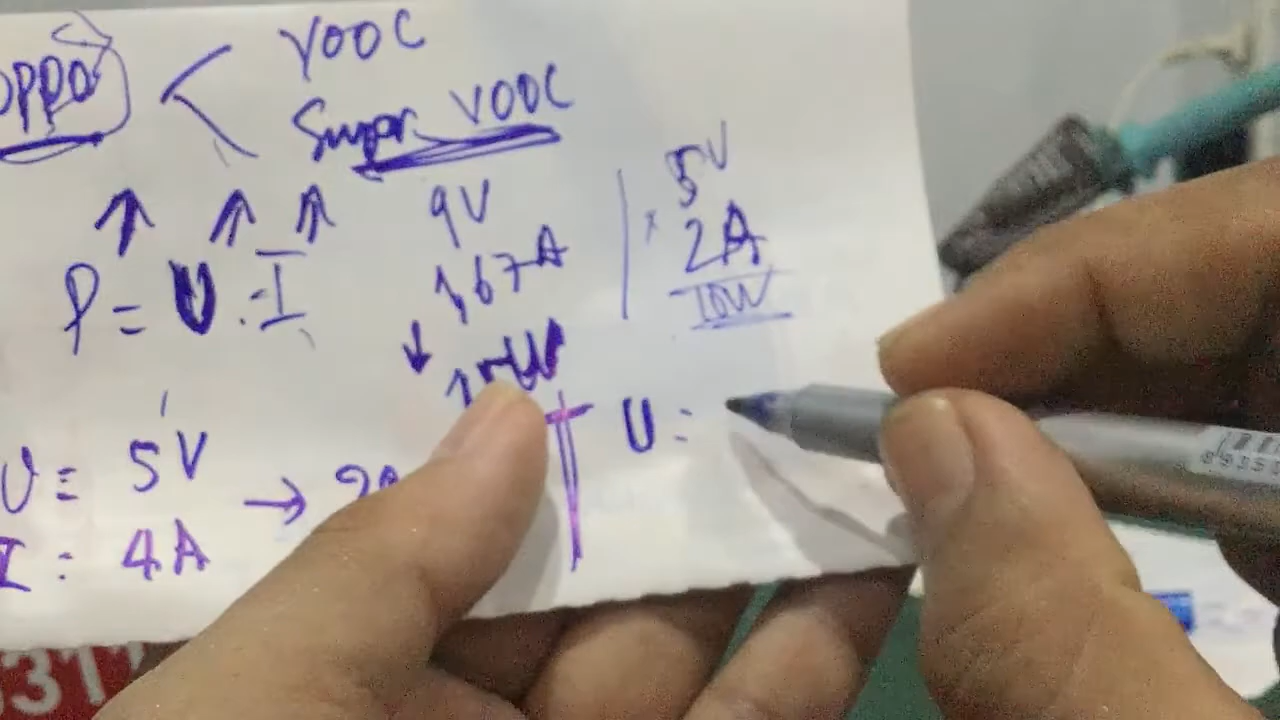 OPPO
VOOC
Super VOOC
9V
1,67A
5V
x 2A
10W
P = U . I
U =
U = 5V
I : 4A
→